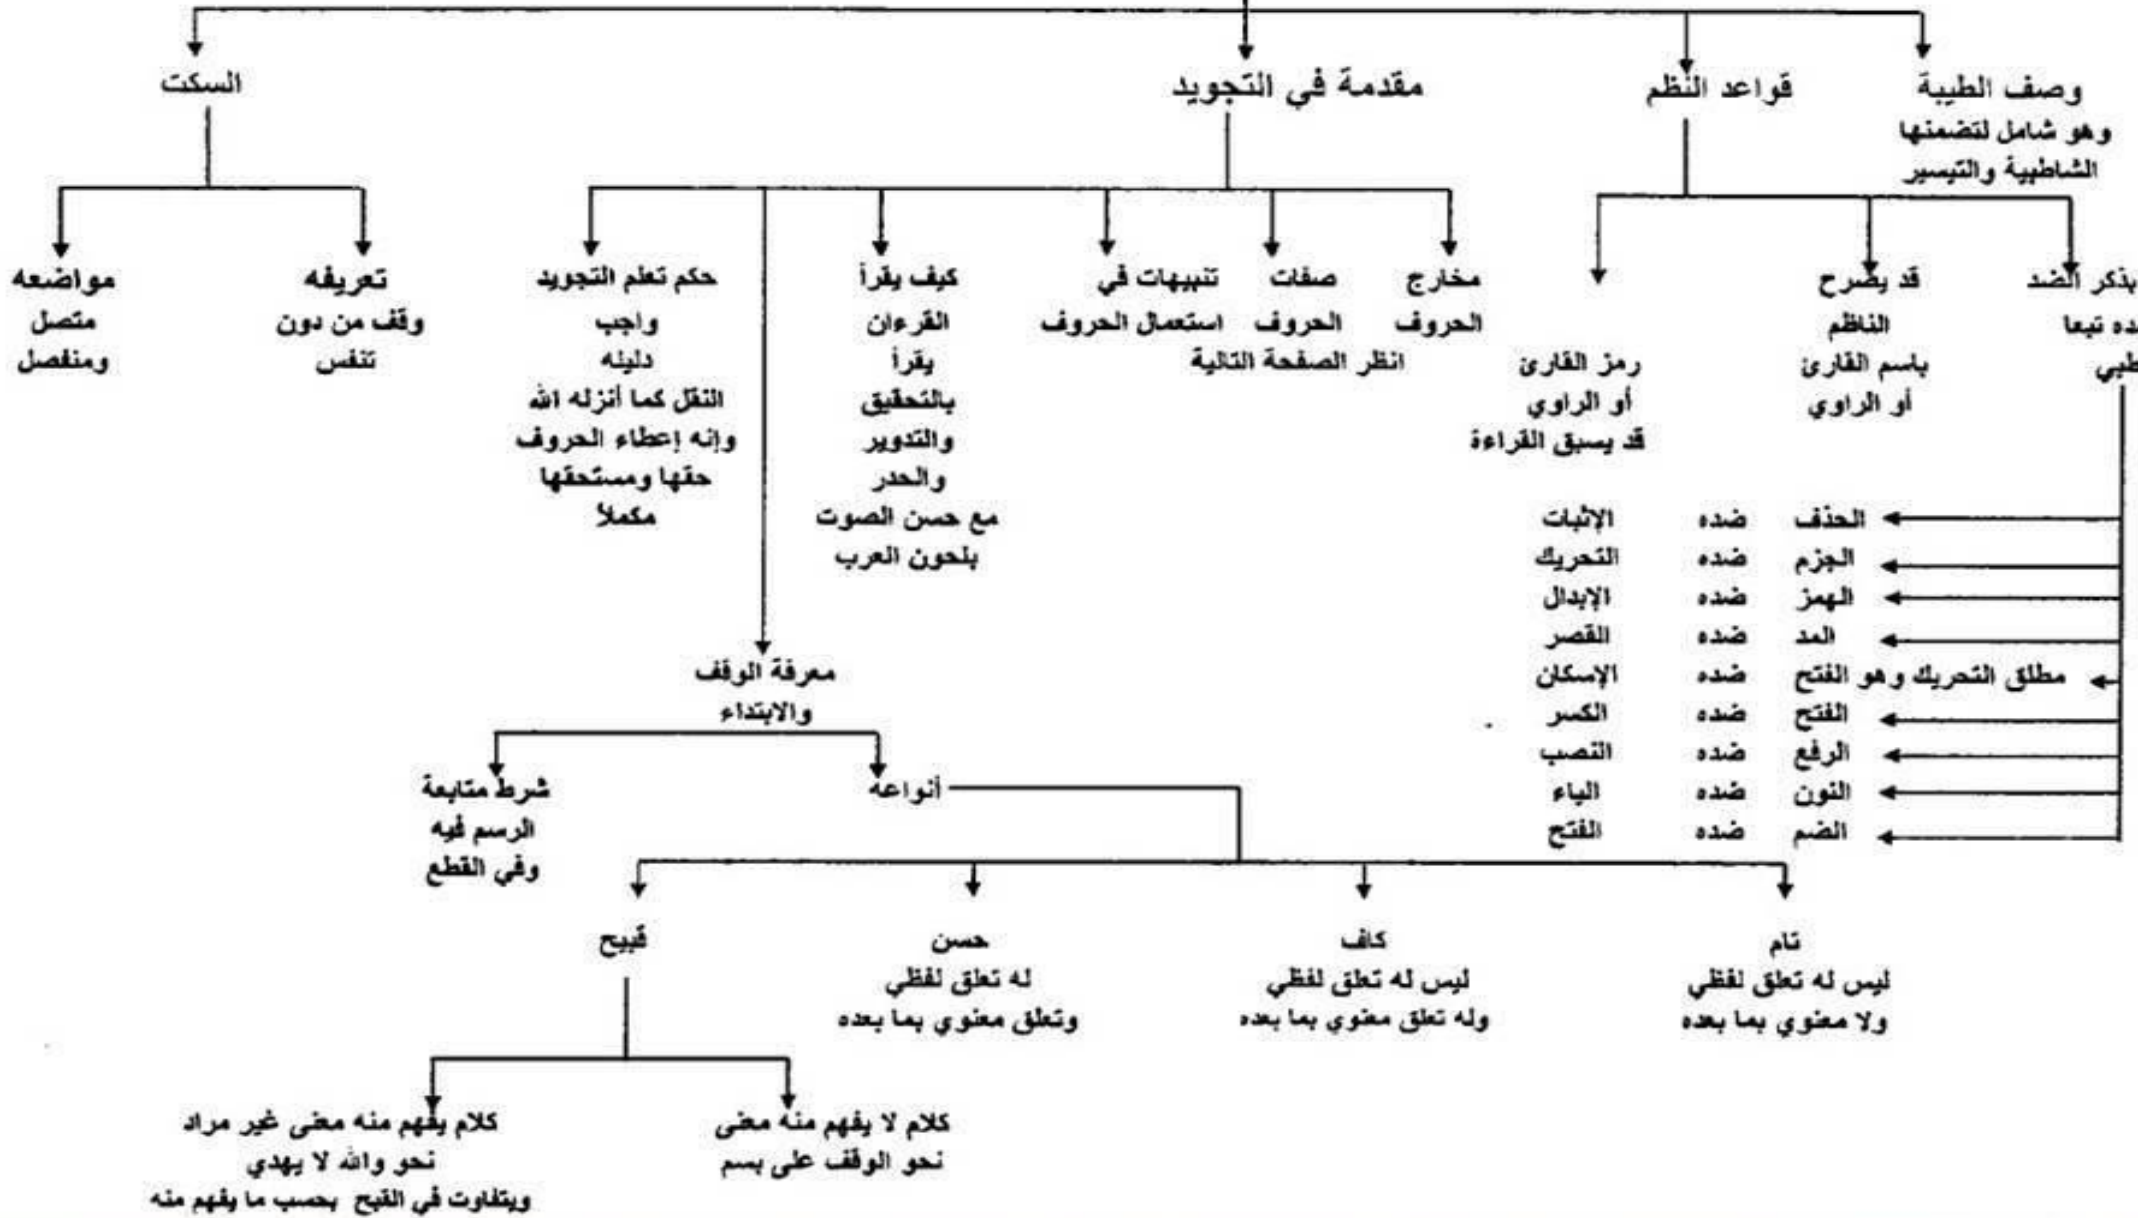 وصف الطيبة
وهو شامل لتضمنها
الشاطبية والتيسير
قواعد النظم
مقدمة في التجويد
السكت
بذكر الضد
تبعا
قد يصرح
الناظم
باسم القارئ
أو الراوي
رمز القارئ
أو الراوي
قد يسبق القراءة
الحذف ضده الإثبات
الجزم ضده التحريك
الهمز ضده الإبدال
المد ضده القصر
مطلق التحريك وهو الفتح ضده الإسكان
الفتح ضده الكسر
الرفع ضده النصب
النون ضده الياء
الضم ضده الفتح
مخارج
الحروف
صفات
الحروف
تنبيهات في
استعمال الحروف
انظر الصفحة التالية
كيف يقرأ
القرءان
يقرأ
بالتحقيق
والتدوير
والحدر
مع حسن الصوت
بلحون العرب
حكم تعلم التجويد
واجب
دليله
النقل كما أنزله الله
وإنه إعطاء الحروف
حقها ومستحقها
مكملاً
تعريفه
وقف من دون
تنفس
مواضعه
متصل
ومنفصل
معرفة الوقف
والابتداء
أنواعه
شرط متابعة
الرسم فيه
وفي القطع
تام
ليس له تعلق لفظي
ولا معنوي بما بعده
كاف
ليس له تعلق لفظي
وله تعلق معنوي بما بعده
حسن
له تعلق لفظي
وتعلق معنوي بما بعده
قبيح
كلام لا يفهم منه معنى
نحو الوقف على بسم
كلام يفهم منه معنى غير مراد
نحو والله لا يهدي
ويتفاوت في القبح بحسب ما يفهم منه